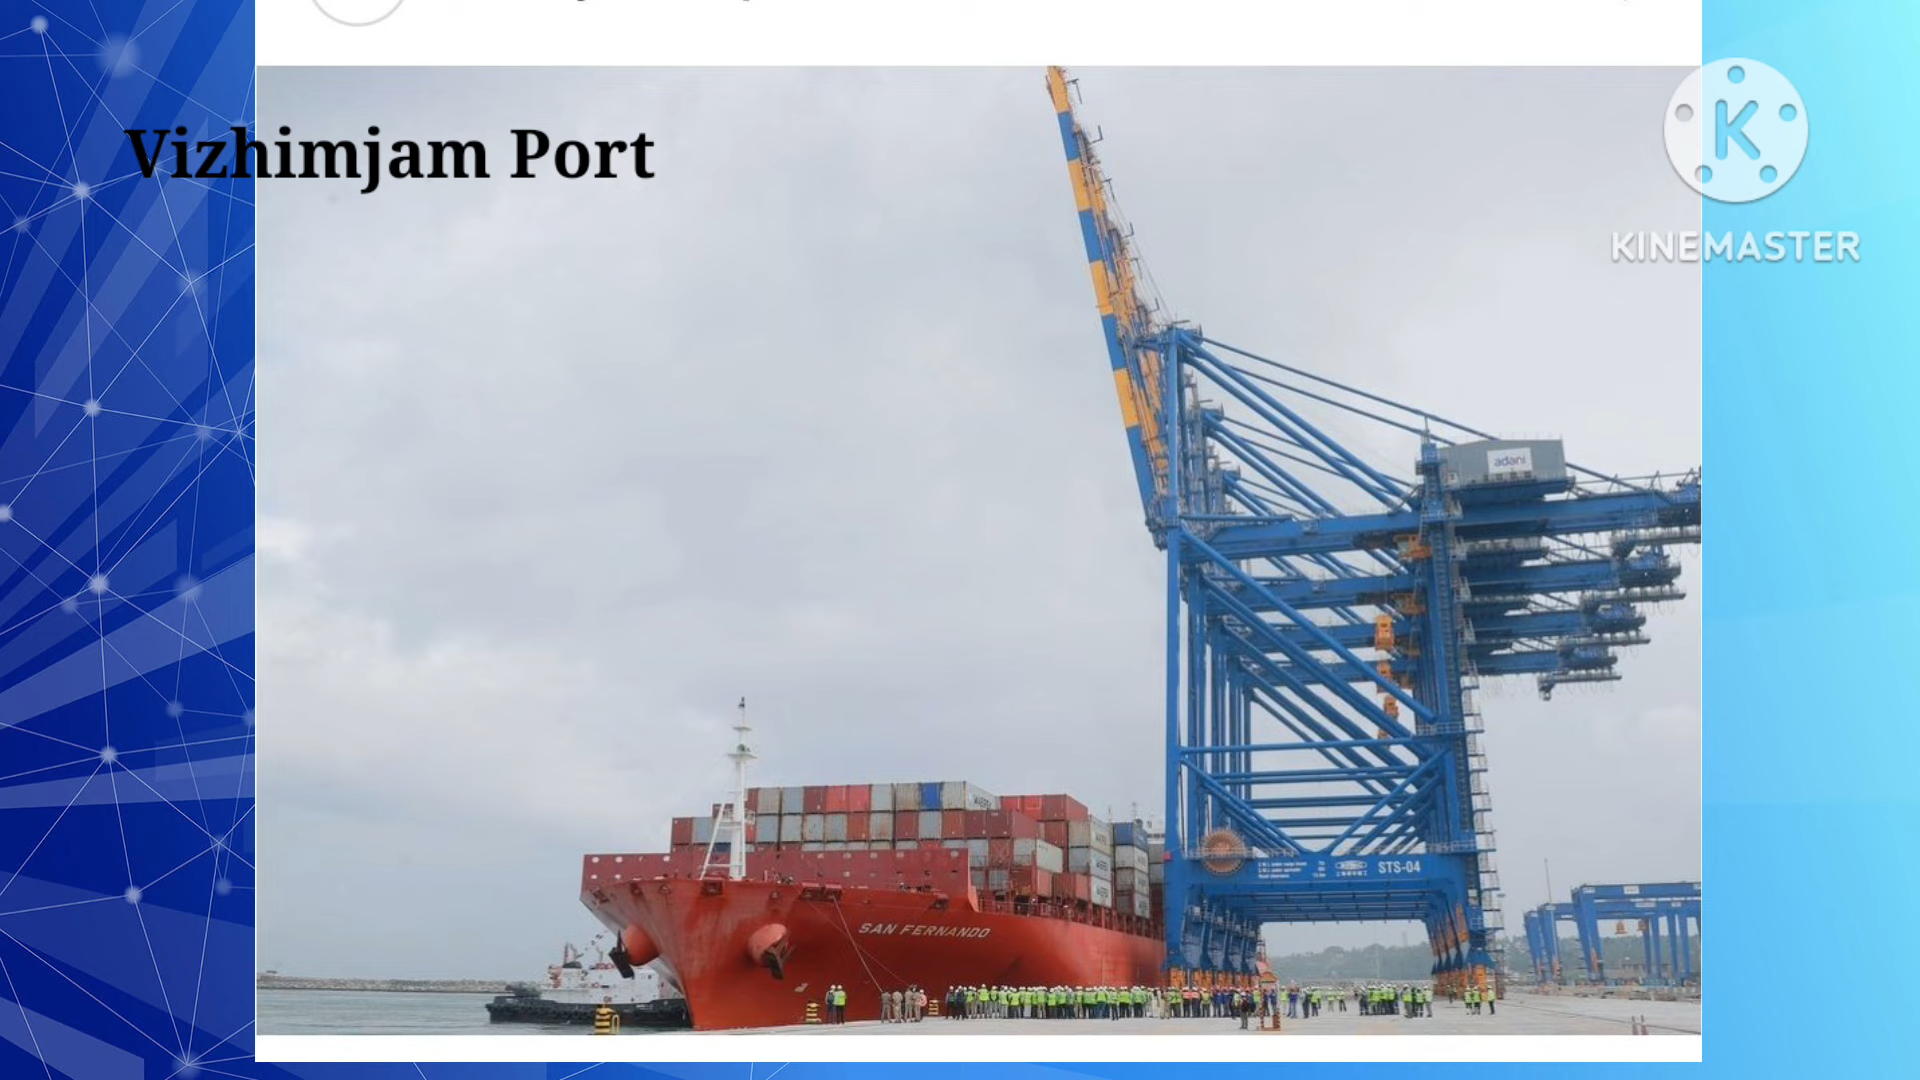 Vizhimjam Port
KINEMASTER
adani
STS-04
SAN FERNANDO